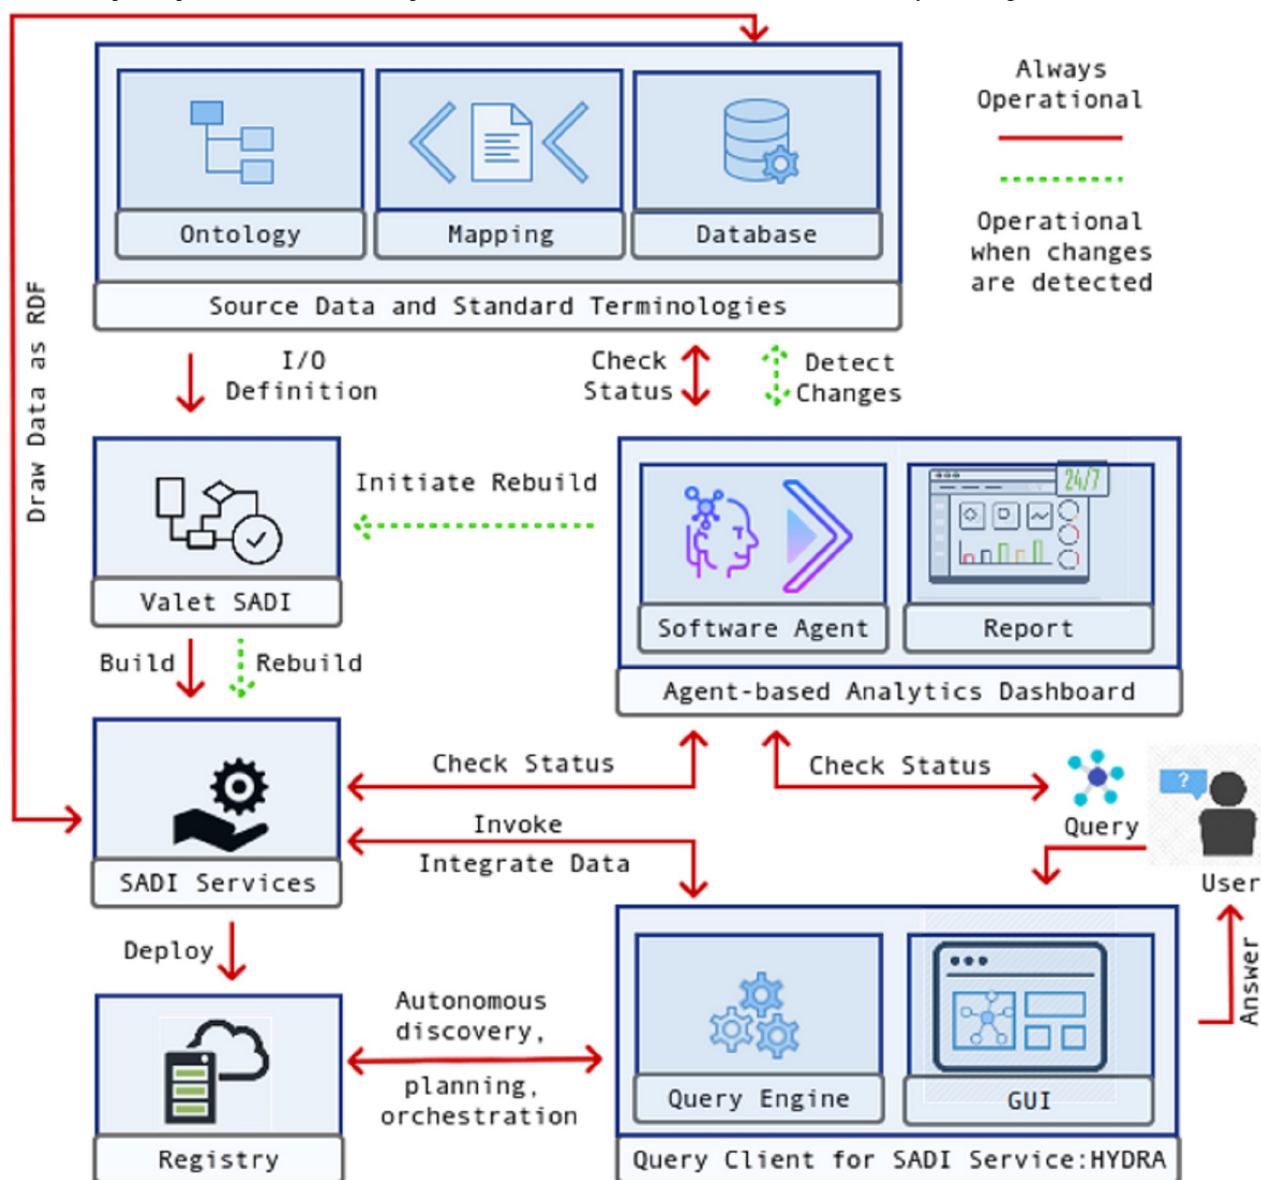 Always
Operational
Operational
when changes
are detected
Ontology
Mapping
Database
Source Data and Standard Terminologies
Draw Data as RDF
I/O
Definition
Check
Status
Detect
Changes
Initiate Rebuild
Valet SADI
24/7
Software Agent
Report
Agent-based Analytics Dashboard
Build
Rebuild
Check Status
Check Status
?
Query
User
Invoke
Integrate Data
SADI Services
Deploy
Answer
Autonomous
discovery,
planning,
orchestration
Query Engine
GUI
Registry
Query Client for SADI Service:HYDRA